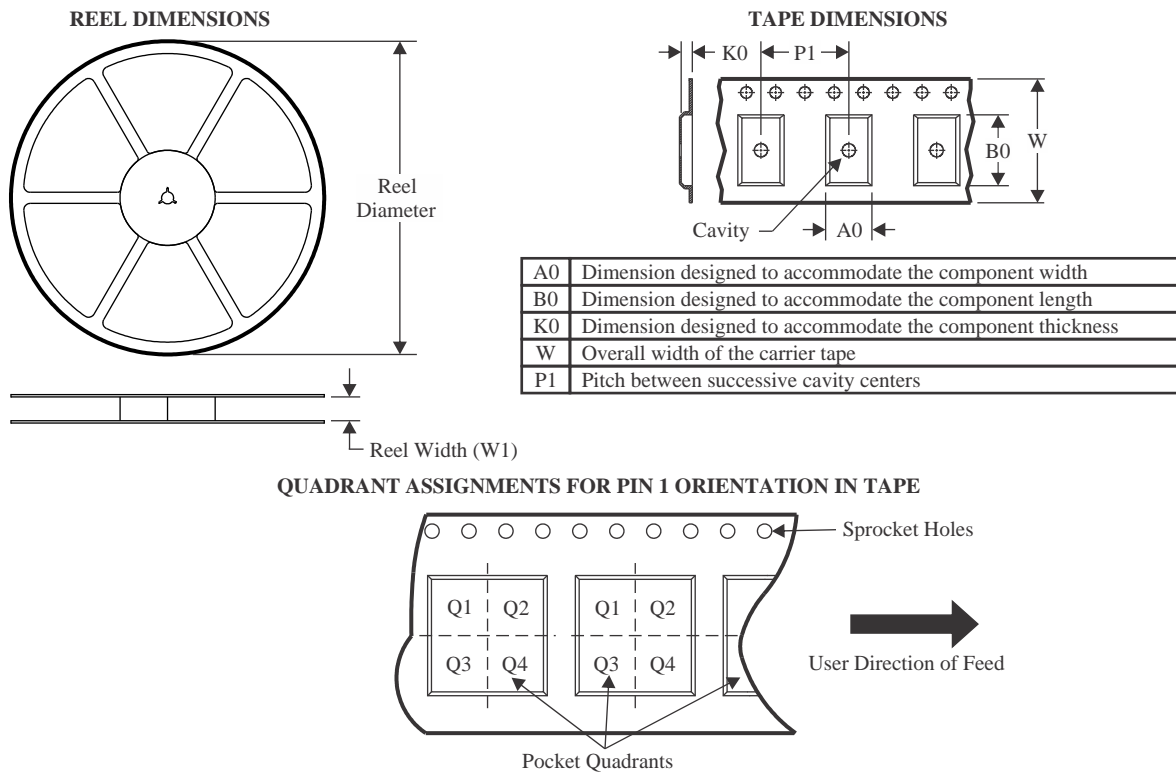 REEL DIMENSIONS
Reel
Diameter
Reel Width (W1)
TAPE DIMENSIONS
K0
P1
W
B0
Cavity
A0
A0 Dimension designed to accommodate the component width
B0 Dimension designed to accommodate the component length
K0 Dimension designed to accommodate the component thickness
W Overall width of the carrier tape
P1 Pitch between successive cavity centers
QUADRANT ASSIGNMENTS FOR PIN 1 ORIENTATION IN TAPE
Sprocket Holes
Q1 Q2 Q1 Q2
Q3 Q4 Q3 Q4
User Direction of Feed
Pocket Quadrants